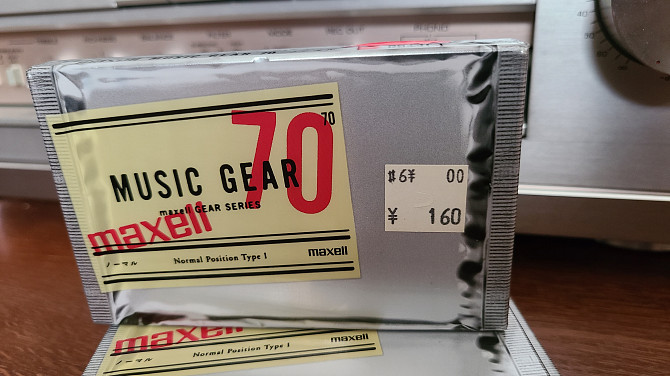 70
70
MUSIC GEAR
maxell GEAR SERIES
maxell
ノーマル Normal Position Type I maxell
¥ 160
maxell
ノーマル Normal Position Type I maxell